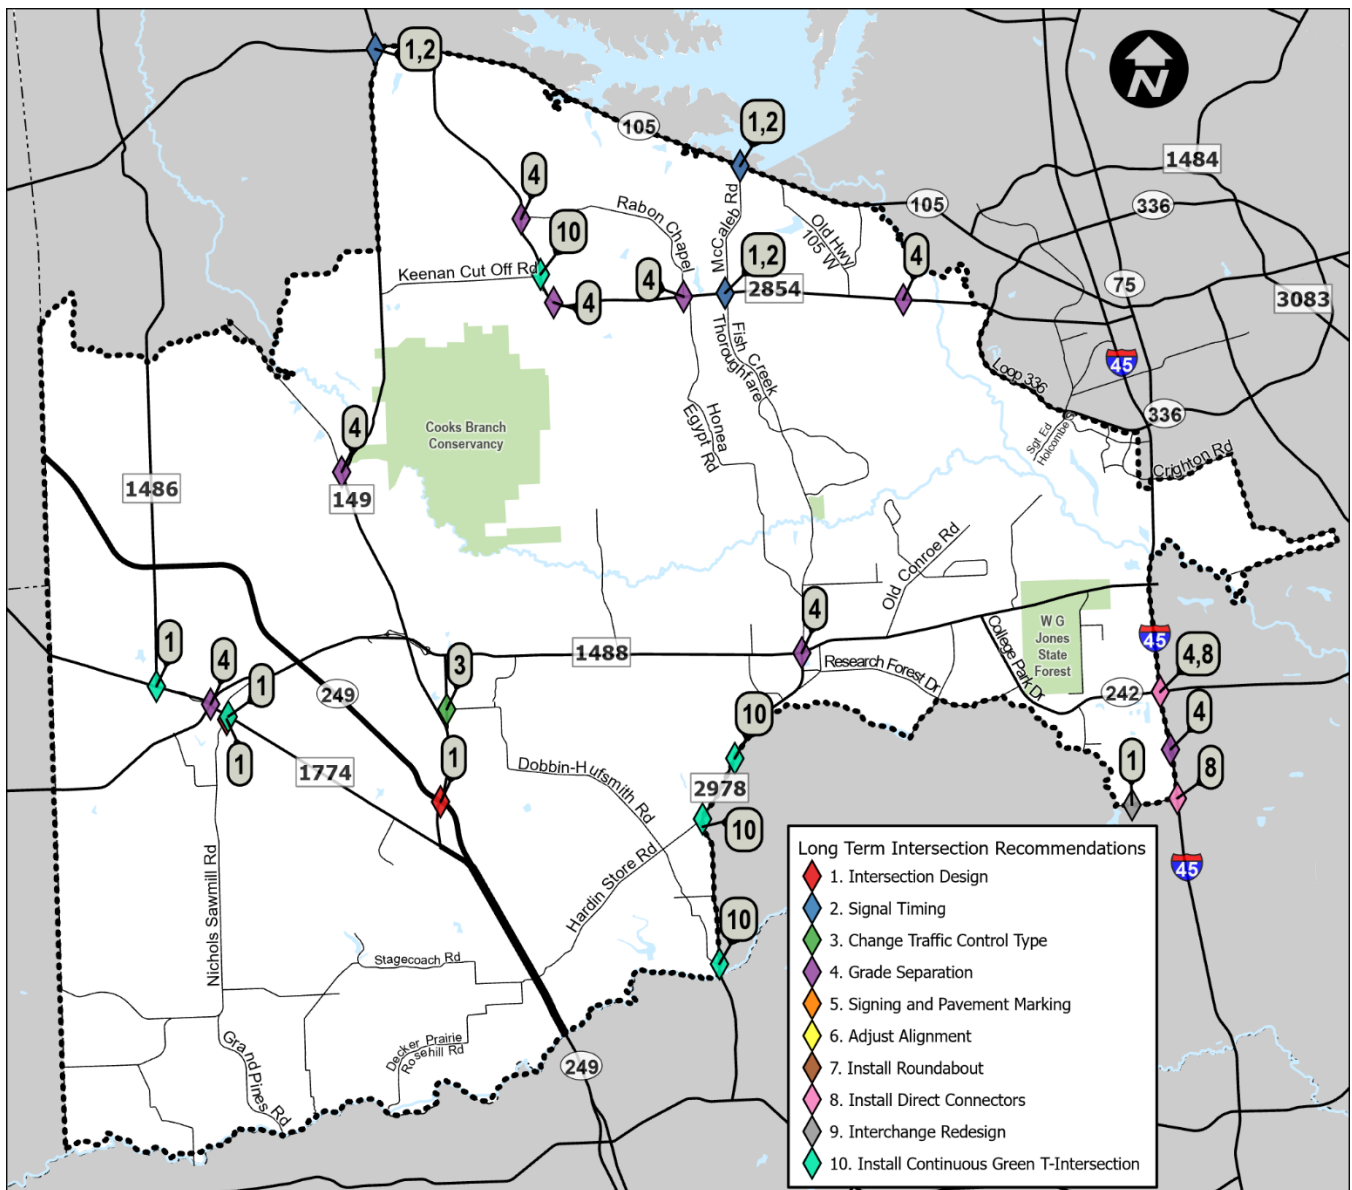 1,2
N
105
1,2
1484
4
Rabon Chapel
McCaleb Rd
Old Hwy
105 W
105
336
10
Keenan Cut Off Rd
4
4
1,2
2854
4
75
3083
Fish Creek
Thoroughfare
45
Loop 336
Honea
Egypt Rd
336
Sgt Ed
Holcombe
Crighton Rd
Cooks Branch
Conservancy
4
149
1486
Old Conroe Rd
4
W G
Jones
State
Forest
45
College Park Dr
1488
Research Forest Dr
242
4,8
1
4
1
1
249
3
10
4
1774
1
Dobbin-Hufsmith Rd
2978
10
1
8
Nichols Sawmill Rd
Hardin Store Rd
10
45
Stagecoach Rd
Decker Prairie
Rosehill Rd
Grand Pines Rd
249
Long Term Intersection Recommendations
1. Intersection Design
2. Signal Timing
3. Change Traffic Control Type
4. Grade Separation
5. Signing and Pavement Marking
6. Adjust Alignment
7. Install Roundabout
8. Install Direct Connectors
9. Interchange Redesign
10. Install Continuous Green T-Intersection